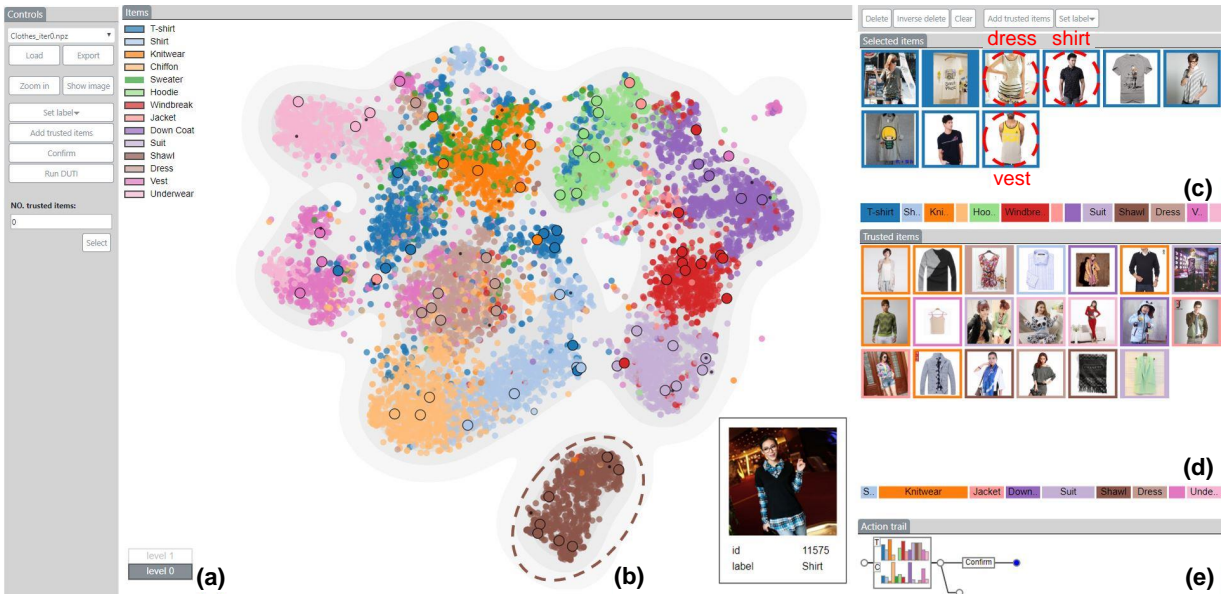 Controls
Clothes_iter0.npz
Load
Export
Zoom in
Show image
Set label
Add trusted items
Confirm
Run DUTI
NO. trusted items:
0
Select
Items
T-shirt
Shirt
Knitwear
Chiffon
Sweater
Hoodie
Windbreak
Jacket
Down Coat
Suit
Shawl
Dress
Vest
Underwear
level 1
level 0
(a)
(b)
id 11575
label Shirt
Delete
Inverse delete
Clear
Add trusted items
Set label
Selected items
dress shirt
vest
(c)
T-shirt Sh.. Kni.. Hoo.. Windbre.. Suit Shawl Dress V..
Trusted items
(d)
S.. Knitwear Jacket Down.. Suit Shawl Dress Unde..
Action trail
T
C
Confirm
(e)